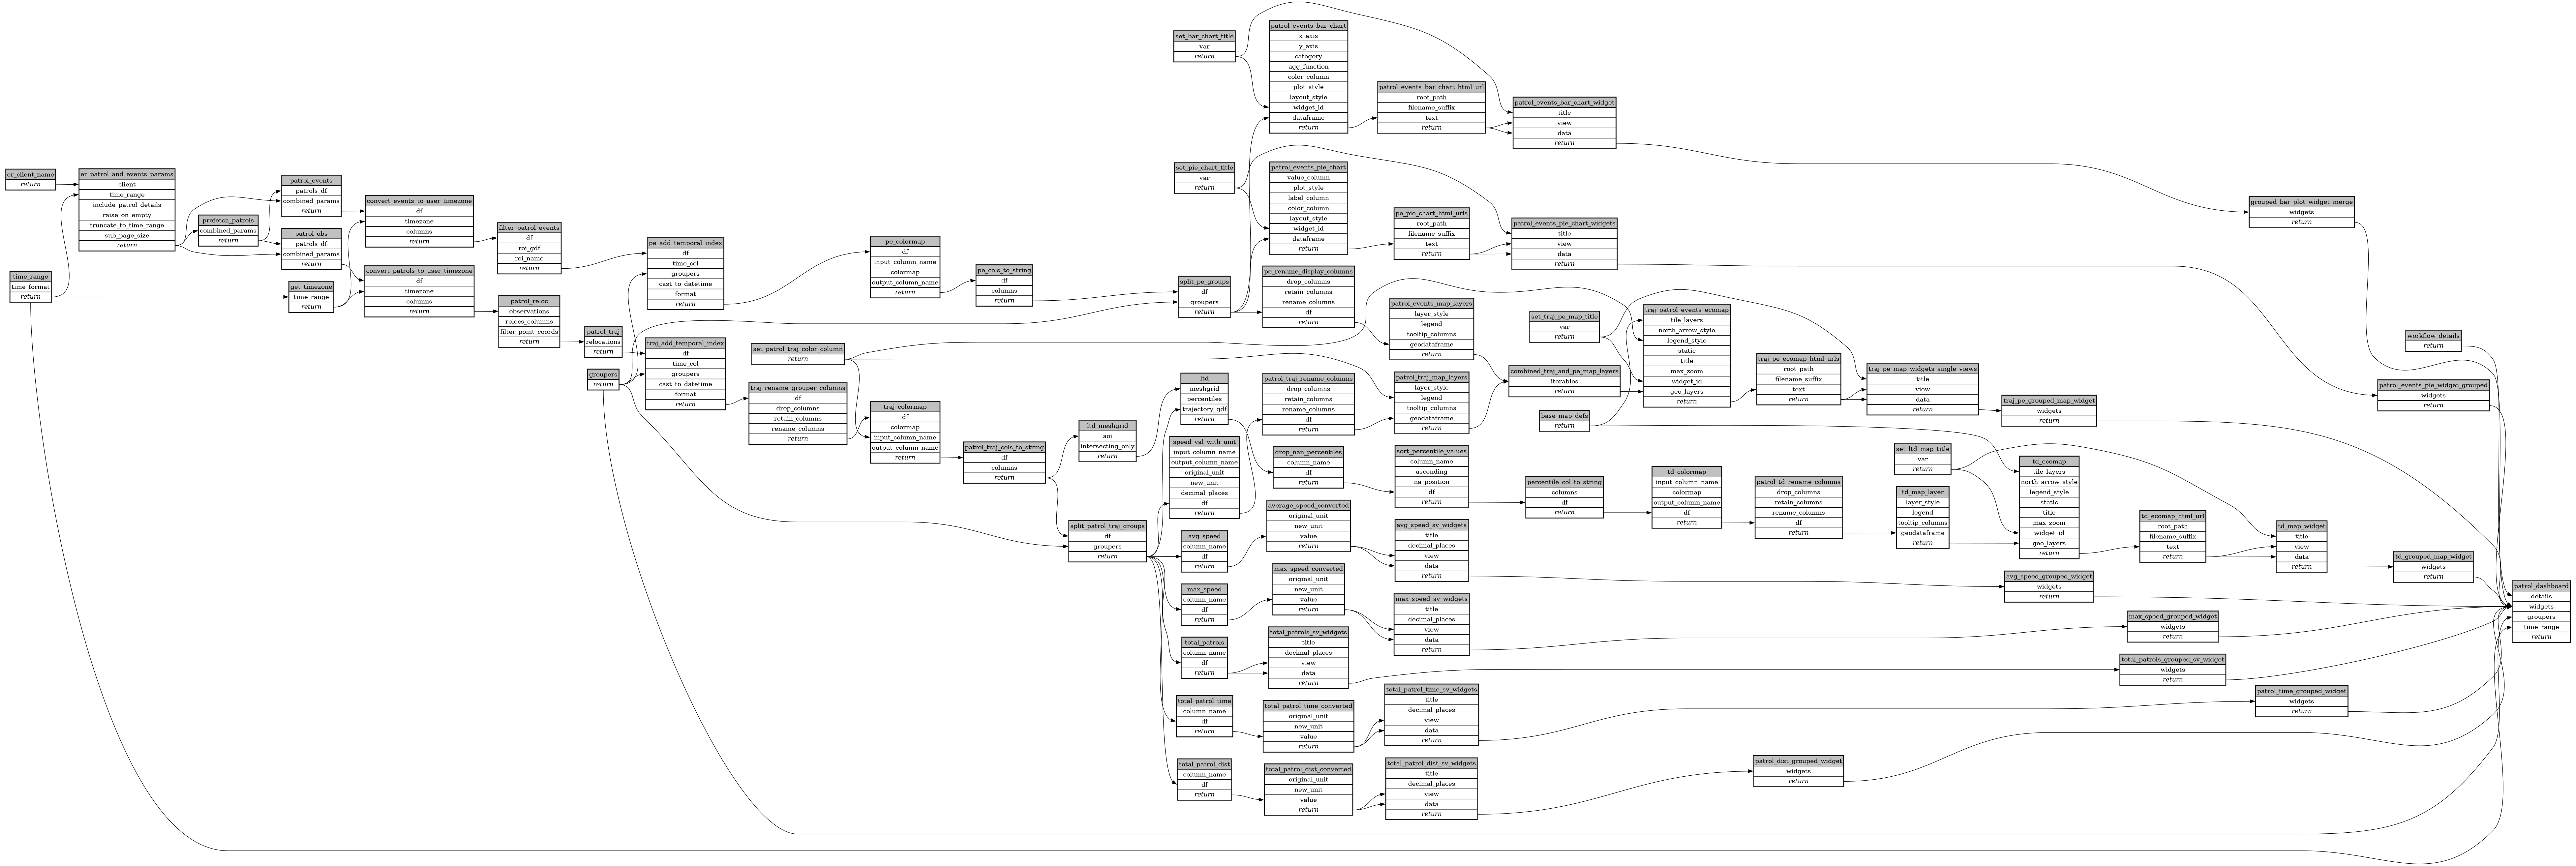 er_client_name
return
er_patrol_and_events_params
client
time_range
include_patrol_details
raise_on_empty
truncate_to_time_range
sub_page_size
return
time_range
time_format
return
prefetch_patrols
combined_params
return
patrol_events
patrols_df
combined_params
return
patrol_obs
patrols_df
combined_params
return
get_timezone
time_range
return
convert_events_to_user_timezone
df
timezone
columns
return
convert_patrols_to_user_timezone
df
timezone
columns
return
filter_patrol_events
df
roi_gdf
roi_name
return
patrol_reloc
observations
relocs_columns
filter_point_coords
return
patrol_traj
relocations
return
groupers
return
pe_add_temporal_index
df
time_col
groupers
cast_to_datetime
format
return
traj_add_temporal_index
df
time_col
groupers
cast_to_datetime
format
return
set_patrol_traj_color_column
return
traj_rename_grouper_columns
df
drop_columns
retain_columns
rename_columns
return
pe_colormap
df
input_column_name
colormap
output_column_name
return
traj_colormap
df
colormap
input_column_name
output_column_name
return
pe_cols_to_string
df
columns
return
patrol_traj_cols_to_string
df
columns
return
ltd_meshgrid
aoi
intersecting_only
return
split_patrol_traj_groups
df
groupers
return
set_bar_chart_title
var
return
set_pie_chart_title
var
return
split_pe_groups
df
groupers
return
ltd
meshgrid
percentiles
trajectory_gdf
return
speed_val_with_unit
input_column_name
output_column_name
original_unit
new_unit
decimal_places
df
return
avg_speed
column_name
df
return
max_speed
column_name
df
return
total_patrols
column_name
df
return
total_patrol_time
column_name
df
return
total_patrol_dist
column_name
df
return
patrol_events_bar_chart
x_axis
y_axis
category
agg_function
color_column
plot_style
layout_style
widget_id
dataframe
return
patrol_events_pie_chart
value_column
plot_style
label_column
color_column
layout_style
widget_id
dataframe
return
pe_rename_display_columns
drop_columns
retain_columns
rename_columns
df
return
patrol_traj_rename_columns
drop_columns
retain_columns
rename_columns
df
return
drop_nan_percentiles
column_name
df
return
average_speed_converted
original_unit
new_unit
value
return
max_speed_converted
original_unit
new_unit
value
return
total_patrols_sv_widgets
title
decimal_places
view
data
return
total_patrol_time_converted
original_unit
new_unit
value
return
total_patrol_dist_converted
original_unit
new_unit
value
return
patrol_events_bar_chart_html_url
root_path
filename_suffix
text
return
pe_pie_chart_html_urls
root_path
filename_suffix
text
return
patrol_events_map_layers
layer_style
legend
tooltip_columns
geodataframe
return
patrol_traj_map_layers
layer_style
legend
tooltip_columns
geodataframe
return
sort_percentile_values
column_name
ascending
na_position
df
return
avg_speed_sv_widgets
title
decimal_places
view
data
return
max_speed_sv_widgets
title
decimal_places
view
data
return
total_patrol_time_sv_widgets
title
decimal_places
view
data
return
total_patrol_dist_sv_widgets
title
decimal_places
view
data
return
patrol_events_bar_chart_widget
title
view
data
return
patrol_events_pie_chart_widgets
title
view
data
return
set_traj_pe_map_title
var
return
combined_traj_and_pe_map_layers
iterables
return
base_map_defs
return
percentile_col_to_string
columns
df
return
traj_patrol_events_ecomap
tile_layers
north_arrow_style
legend_style
static
title
max_zoom
widget_id
geo_layers
return
td_colormap
input_column_name
colormap
output_column_name
df
return
traj_pe_ecomap_html_urls
root_path
filename_suffix
text
return
patrol_td_rename_columns
drop_columns
retain_columns
rename_columns
df
return
patrol_dist_grouped_widget
widgets
return
traj_pe_map_widgets_single_views
title
view
data
return
set_ltd_map_title
var
return
td_map_layer
layer_style
legend
tooltip_columns
geodataframe
return
traj_pe_grouped_map_widget
widgets
return
td_ecomap
tile_layers
north_arrow_style
legend_style
static
title
max_zoom
widget_id
geo_layers
return
avg_speed_grouped_widget
widgets
return
td_ecomap_html_url
root_path
filename_suffix
text
return
max_speed_grouped_widget
widgets
return
total_patrols_grouped_sv_widget
widgets
return
grouped_bar_plot_widget_merge
widgets
return
td_map_widget
title
view
data
return
patrol_time_grouped_widget
widgets
return
workflow_details
return
patrol_events_pie_widget_grouped
widgets
return
td_grouped_map_widget
widgets
return
patrol_dashboard
details
widgets
groupers
time_range
return